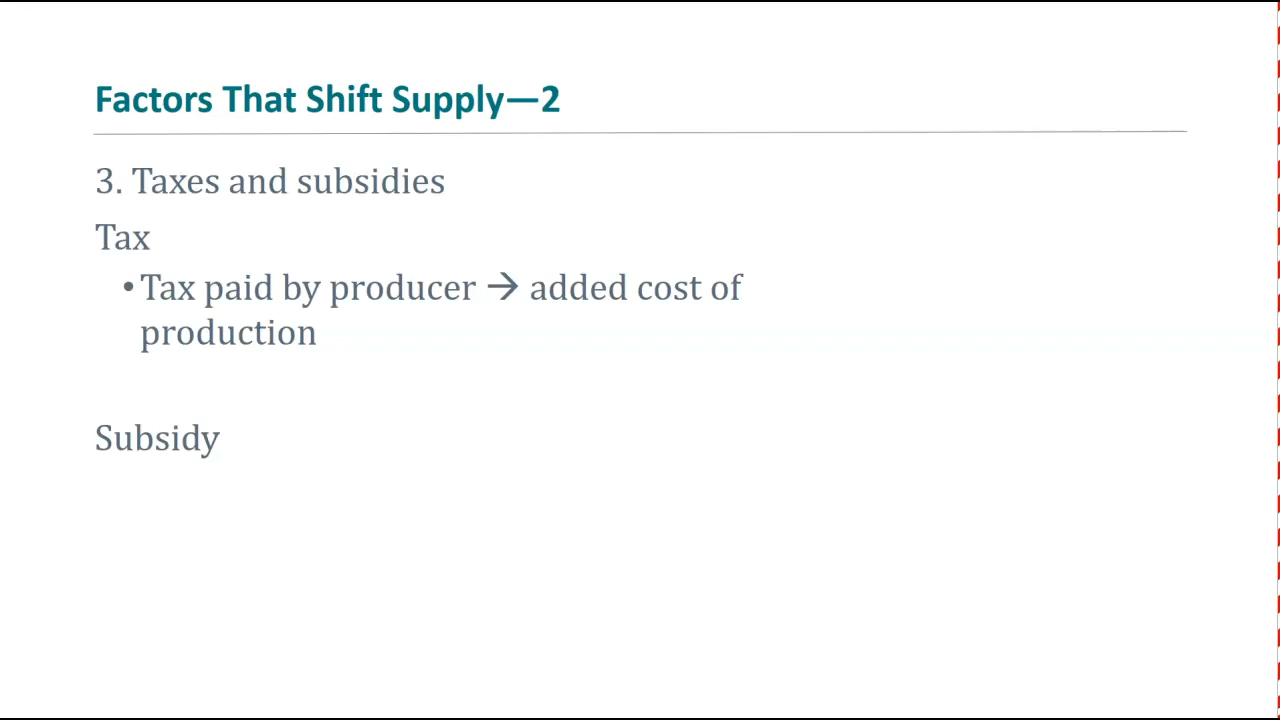 Factors That Shift Supply—2
3. Taxes and subsidies
Tax
• Tax paid by producer → added cost of
production
Subsidy